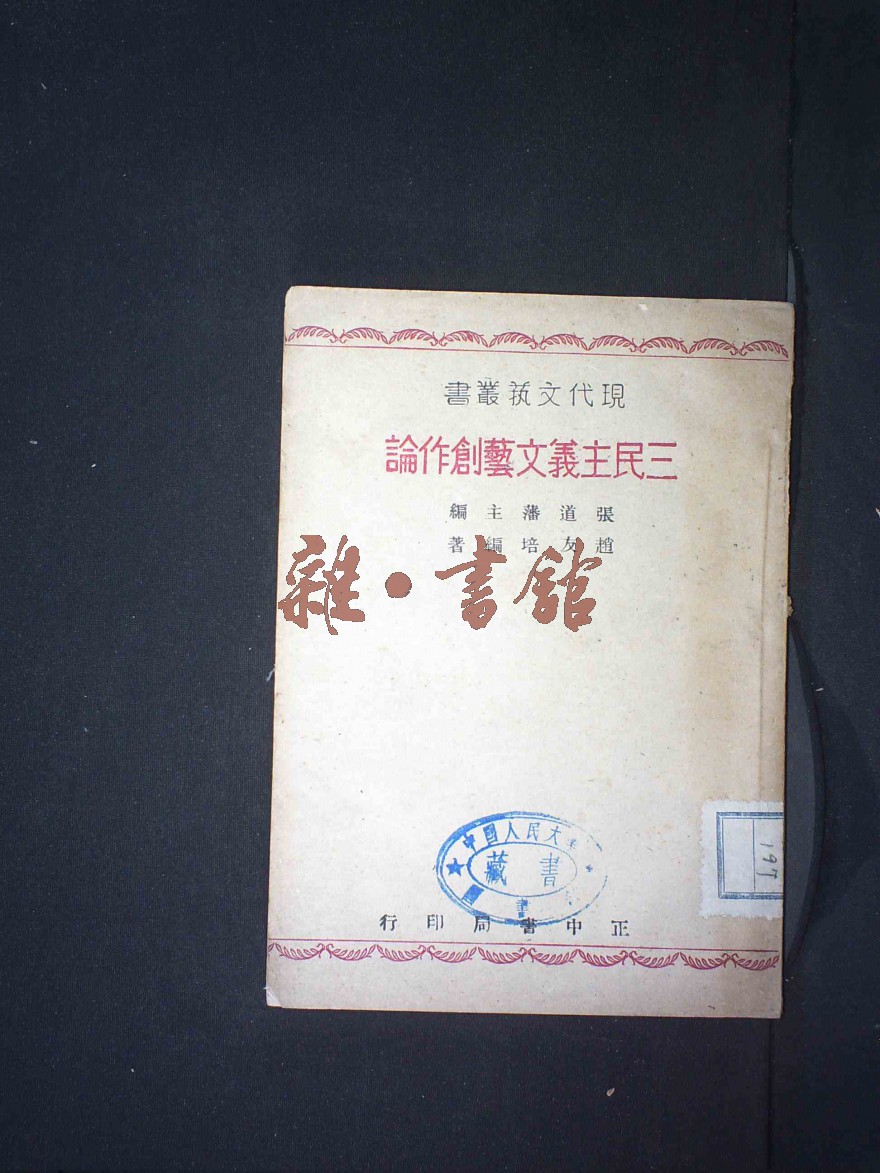 現代文藝叢書
三民主義文藝創作論
張道藩主編
趙友培編著
雜·書館
中國人民大
藏書
正中書局印行
197